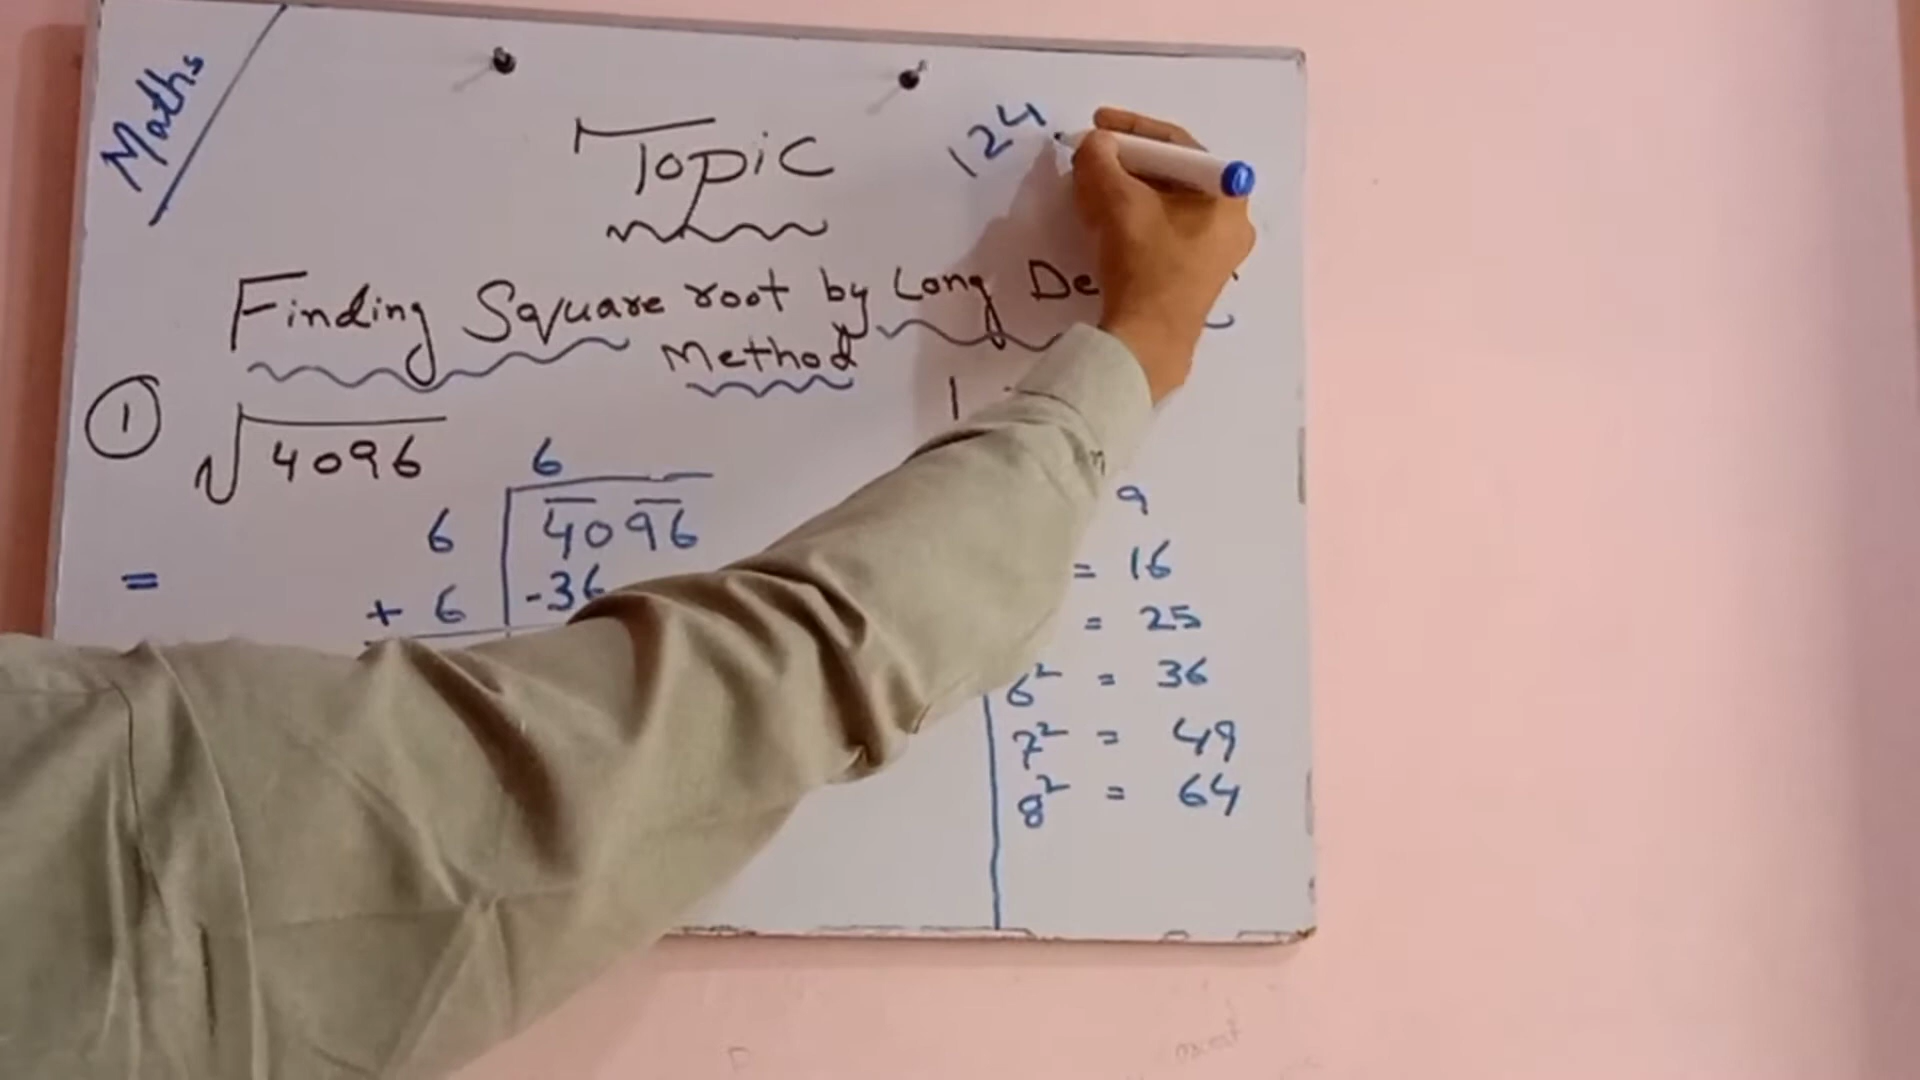 Maths
Topic
124
Finding Square root by Long De
Method
1
√4096
6
6 4096
=
+ 6 -36
1
9
= 16
= 25
6² = 36
7² = 49
8² = 64